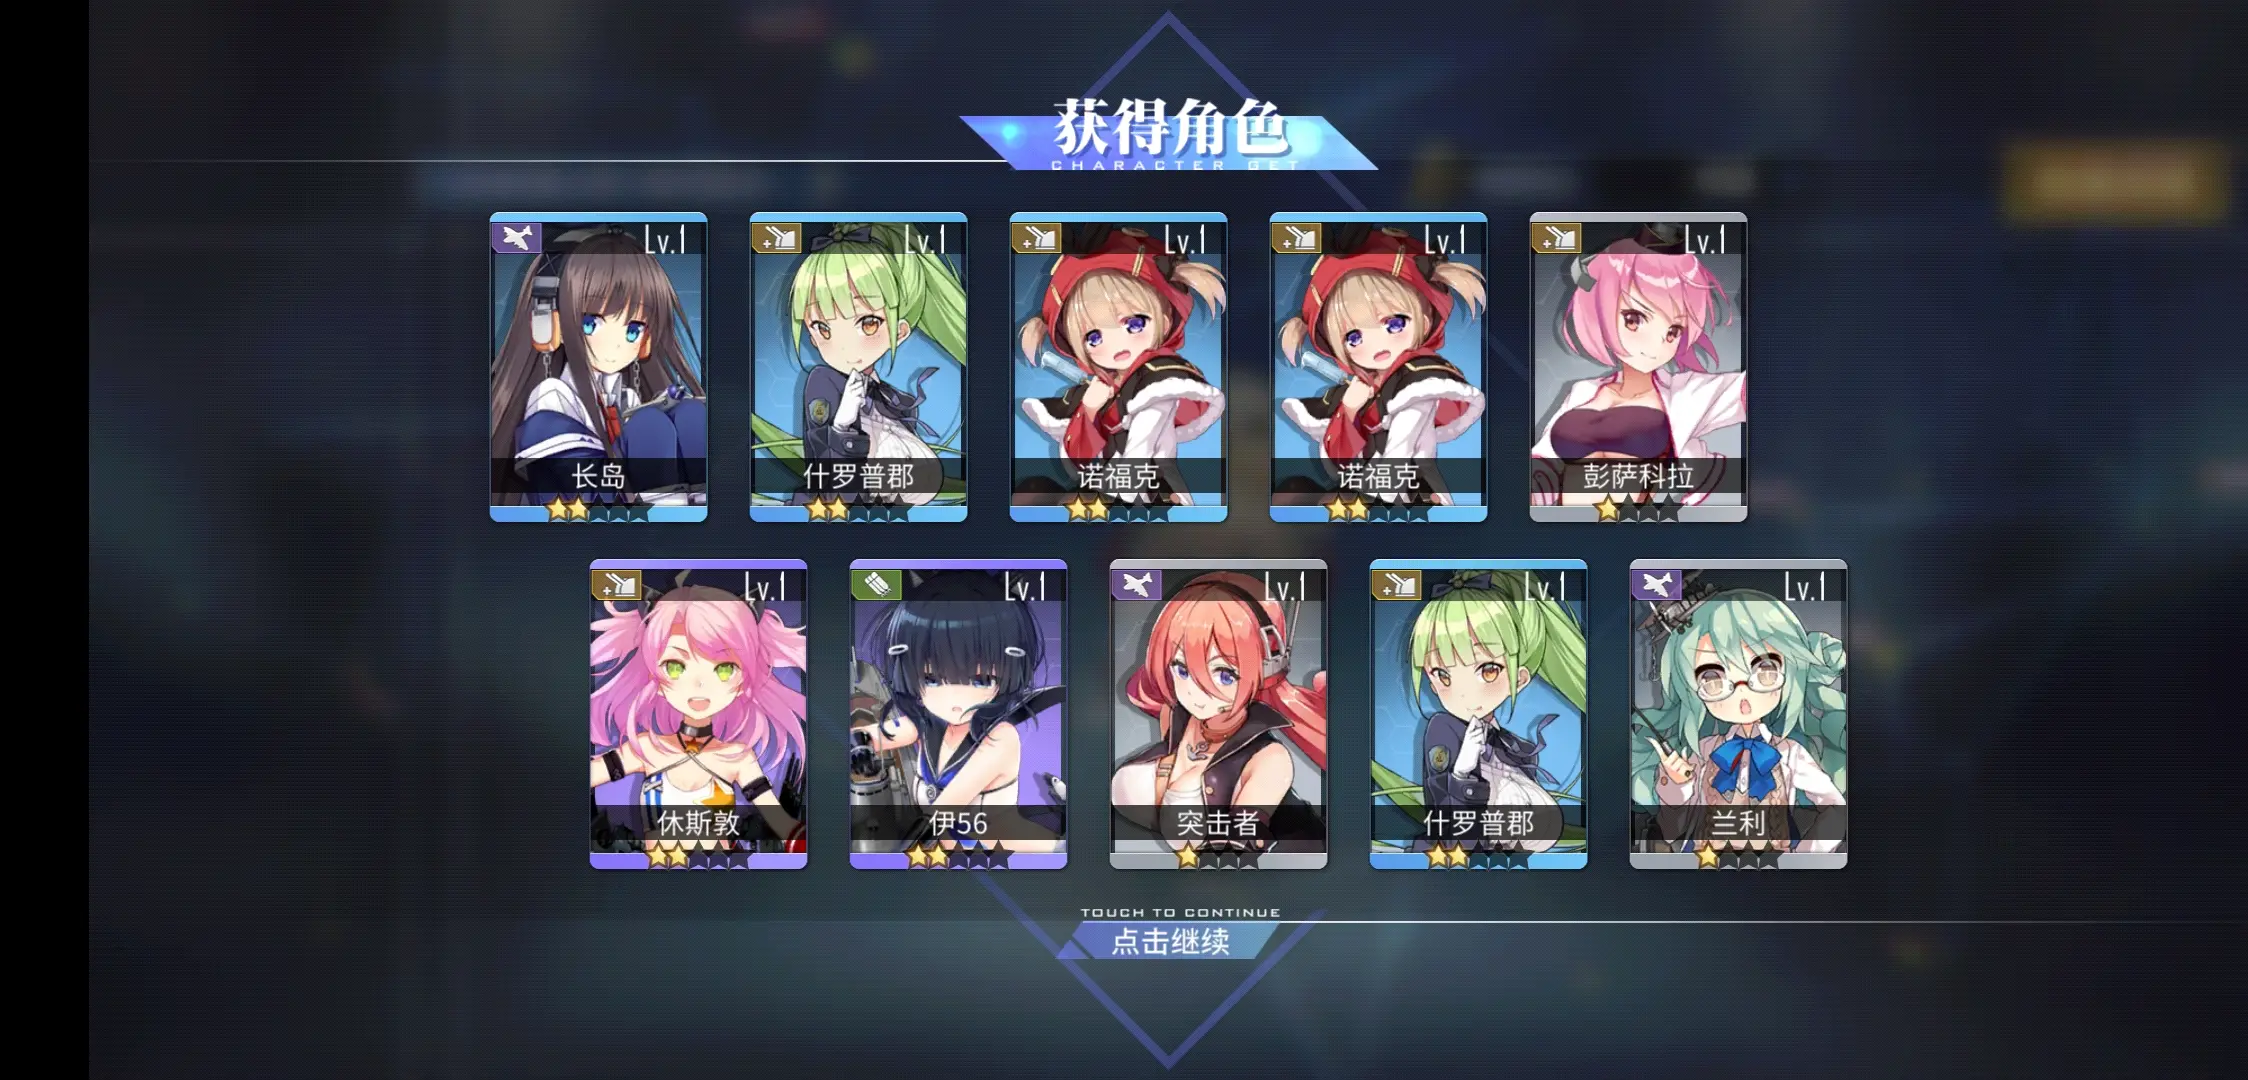 获得角色
CHARACTER GET
Lv.1 Lv.1 Lv.1 Lv.1 Lv.1
长岛 什罗普郡 诺福克 诺福克 彭萨科拉
Lv.1 Lv.1 Lv.1 Lv.1 Lv.1
休斯敦 伊56 突击者 什罗普郡 兰利
TOUCH TO CONTINUE
点击继续